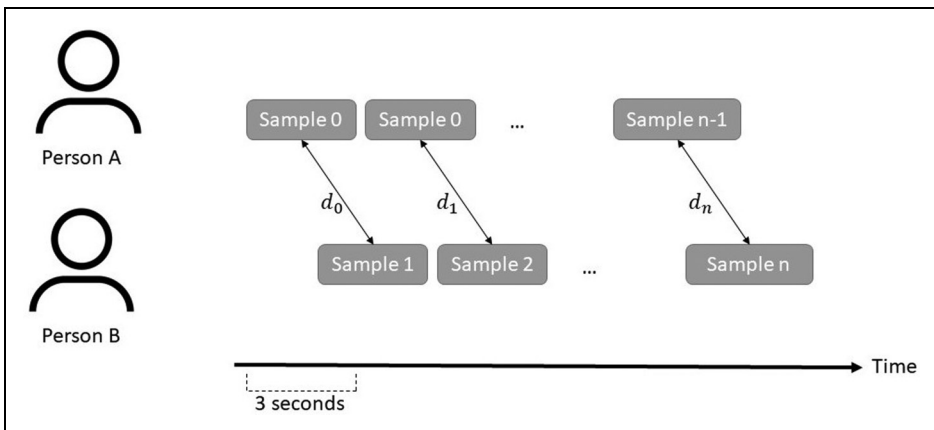 Person A
Sample 0
Sample 0
...
Sample n-1
d₀
d₁
dₙ
Person B
Sample 1
Sample 2
...
Sample n
Time
3 seconds